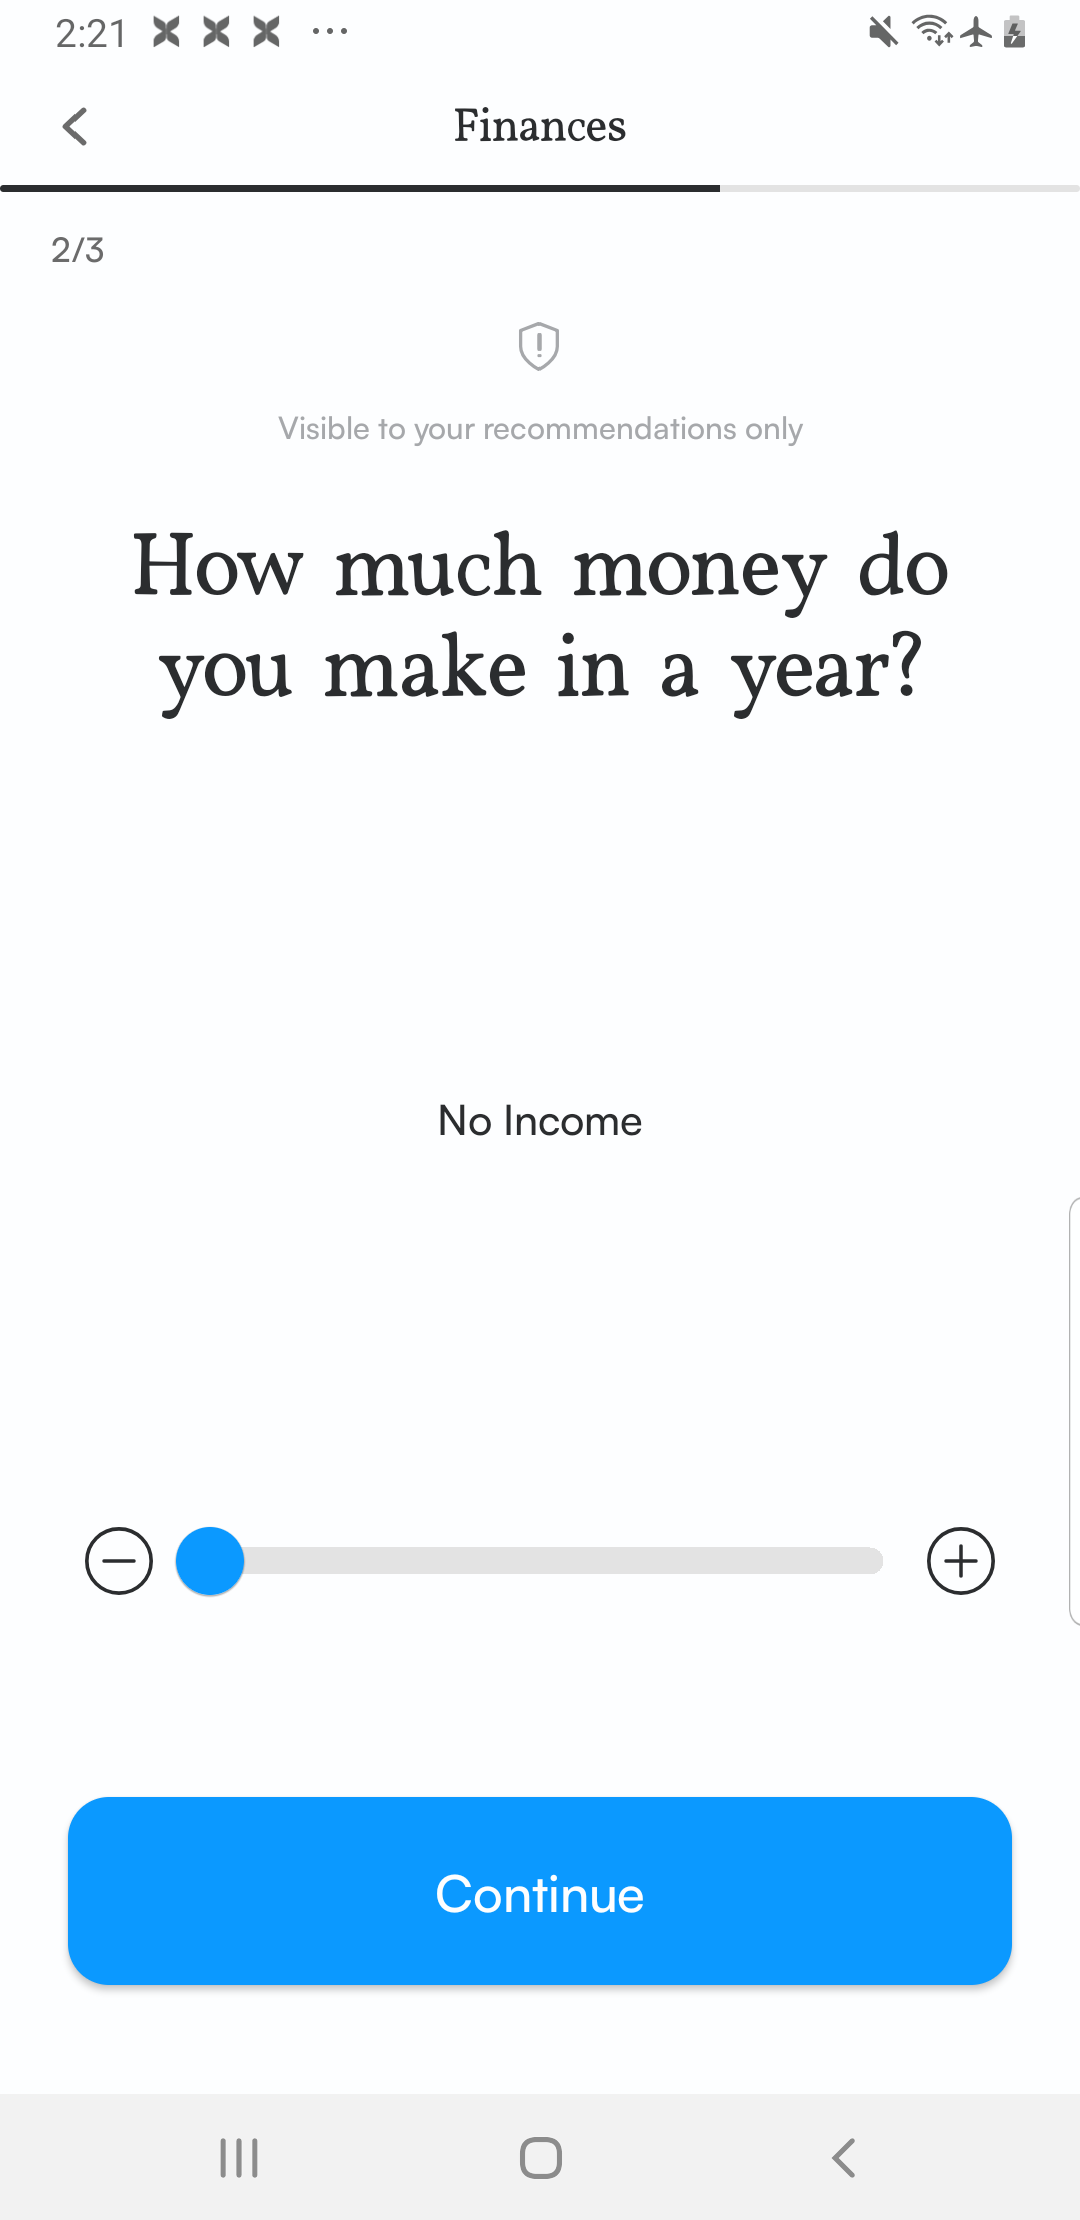 2:21
Finances
2/3
Visible to your recommendations only
How much money do
you make in a year?
No Income
Continue